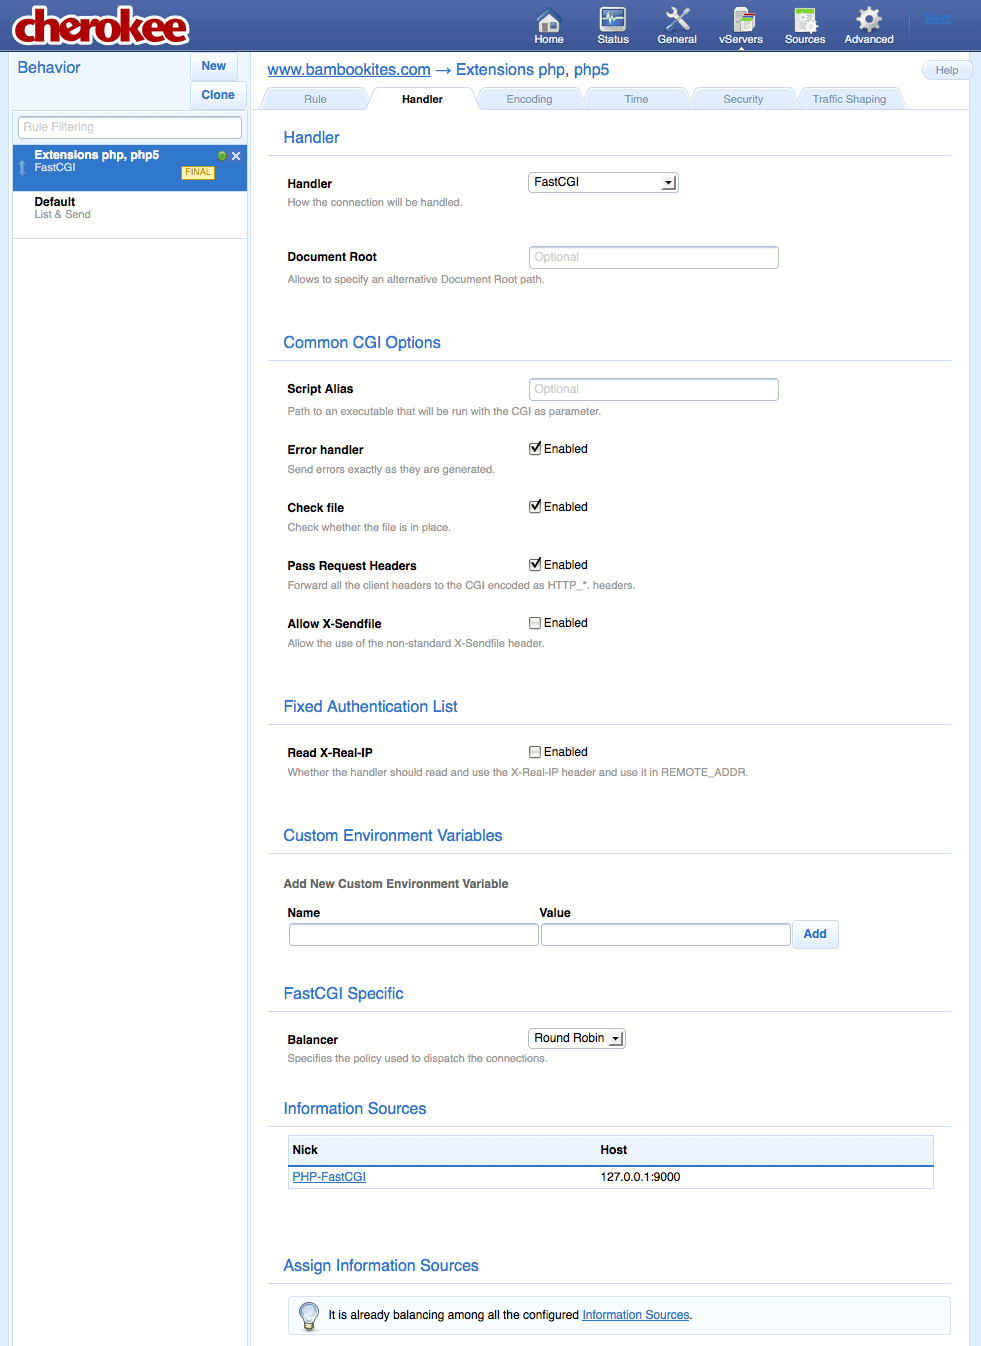 cherokee
Home
Status
General
vServers
Sources
Advanced
Save
Behavior
New
Clone
Rule Filtering
Extensions php, php5
FastCGI
FINAL
Default
List & Send
www.bambookites.com → Extensions php, php5
Help
Rule
Handler
Encoding
Time
Security
Traffic Shaping
Handler
Handler
FastCGI
How the connection will be handled.
Document Root
Optional
Allows to specify an alternative Document Root path.
Common CGI Options
Script Alias
Optional
Path to an executable that will be run with the CGI as parameter.
Error handler
Enabled
Send errors exactly as they are generated.
Check file
Enabled
Check whether the file is in place.
Pass Request Headers
Enabled
Forward all the client headers to the CGI encoded as HTTP_*. headers.
Allow X-Sendfile
Enabled
Allow the use of the non-standard X-Sendfile header.
Fixed Authentication List
Read X-Real-IP
Enabled
Whether the handler should read and use the X-Real-IP header and use it in REMOTE_ADDR.
Custom Environment Variables
Add New Custom Environment Variable
Name
Value
Add
FastCGI Specific
Balancer
Round Robin
Specifies the policy used to dispatch the connections.
Information Sources
Nick
Host
PHP-FastCGI
127.0.0.1:9000
Assign Information Sources
It is already balancing among all the configured Information Sources.